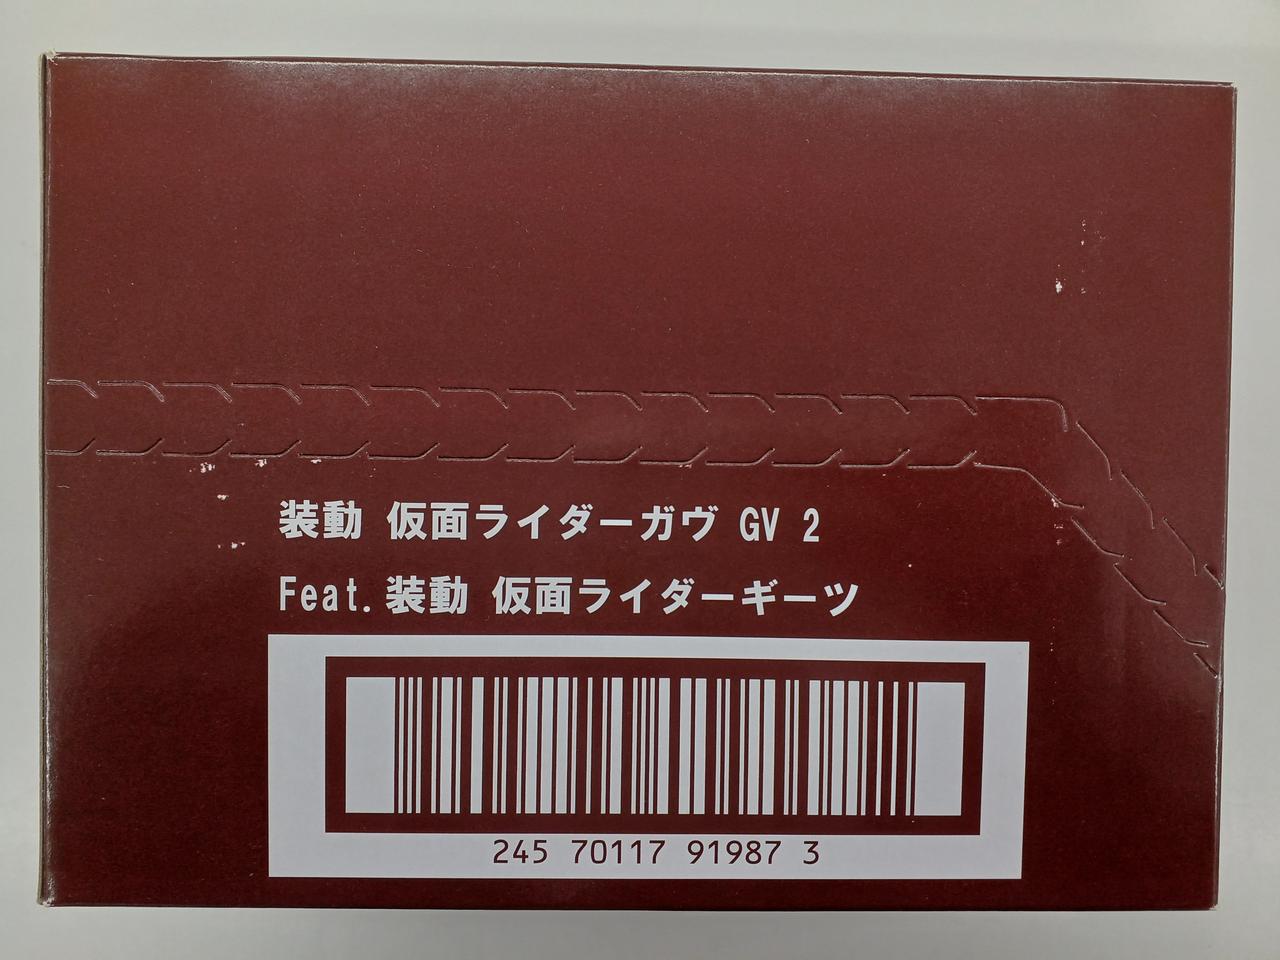 装動 仮面ライダーガヴ GV 2
Feat.装動 仮面ライダーギーツ
245 70117 91987 3